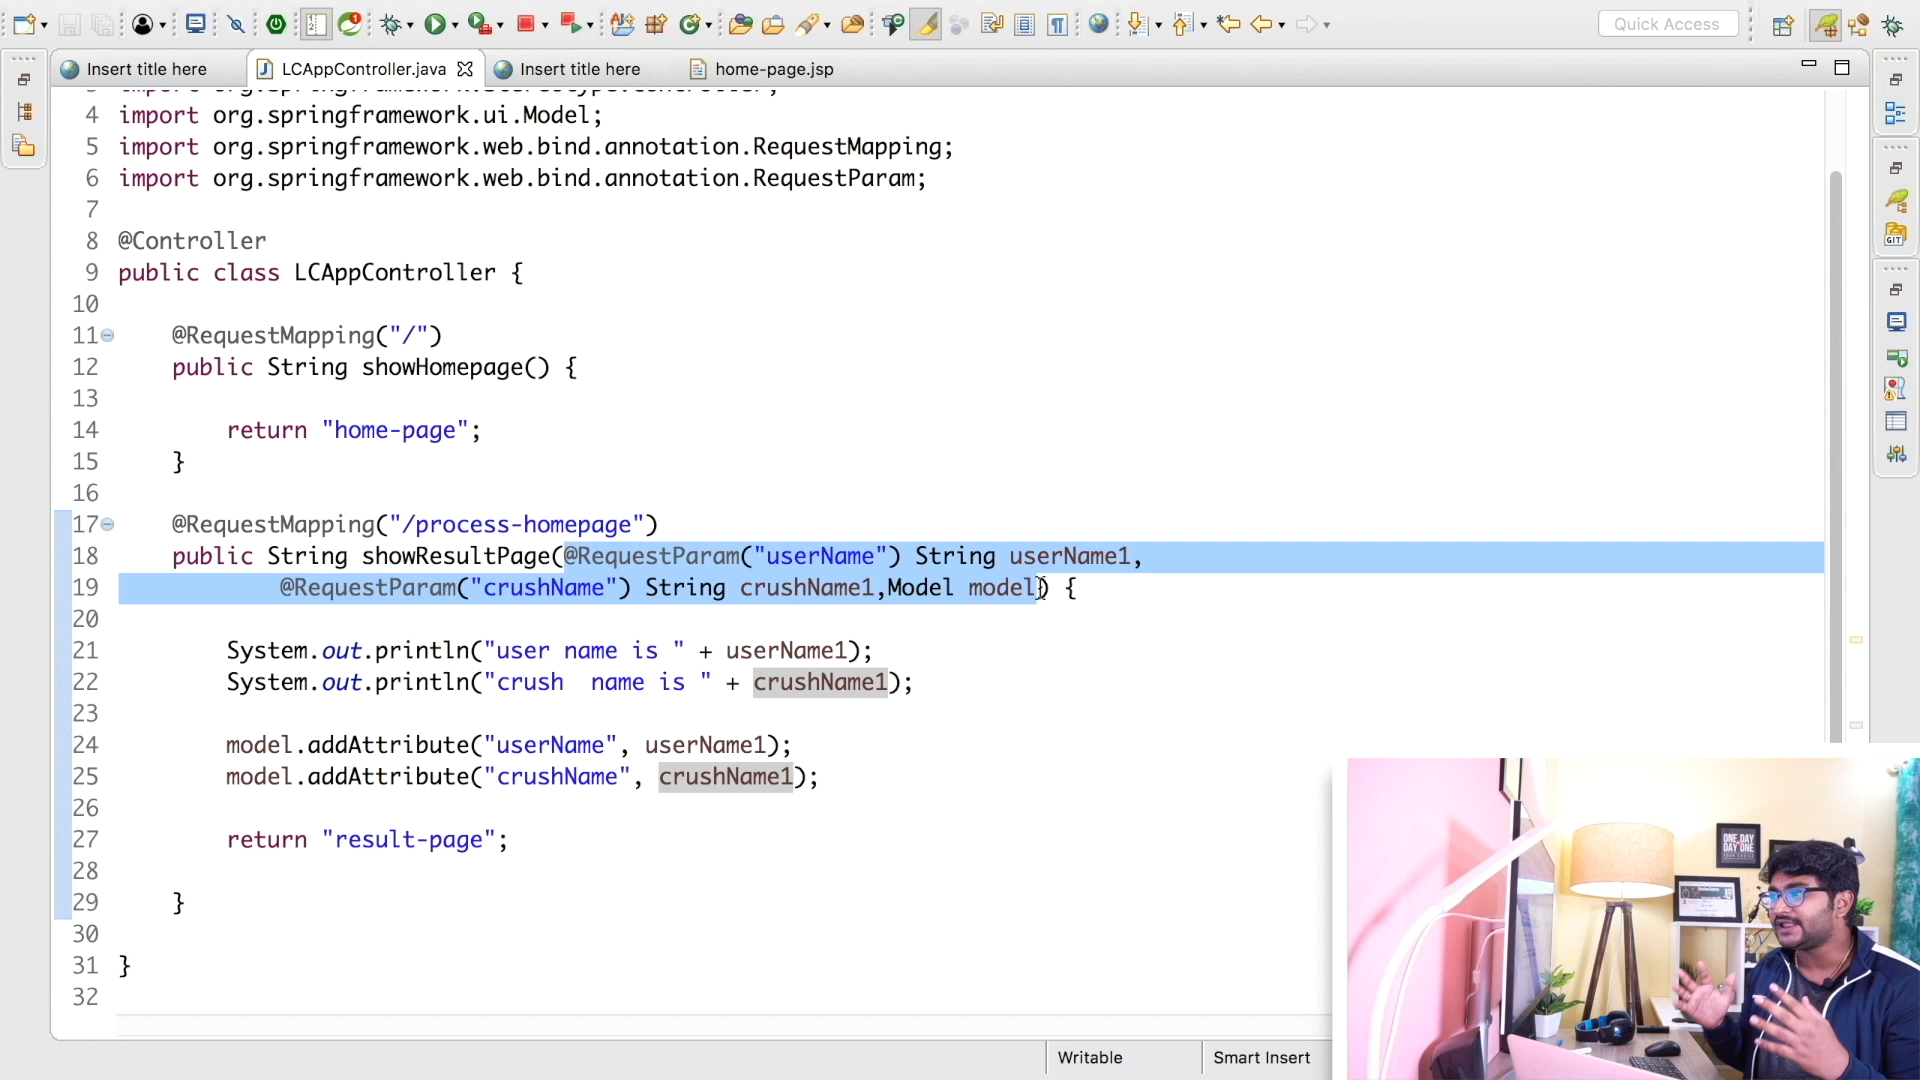 Quick Access
Insert title here
LCAppController.java
Insert title here
home-page.jsp
4 import org.springframework.ui.Model;
5 import org.springframework.web.bind.annotation.RequestMapping;
6 import org.springframework.web.bind.annotation.RequestParam;
7
8 @Controller
9 public class LCAppController {
10
11 @RequestMapping("/")
12 public String showHomepage() {
13
14 return "home-page";
15 }
16
17 @RequestMapping("/process-homepage")
18 public String showResultPage(@RequestParam("userName") String userName1,
19 @RequestParam("crushName") String crushName1,Model model) {
20
21 System.out.println("user name is " + userName1);
22 System.out.println("crush  name is " + crushName1);
23
24 model.addAttribute("userName", userName1);
25 model.addAttribute("crushName", crushName1);
26
27 return "result-page";
28
29 }
30
31 }
32
Writable
Smart Insert
GIT
ONE DAY
DAY ONE